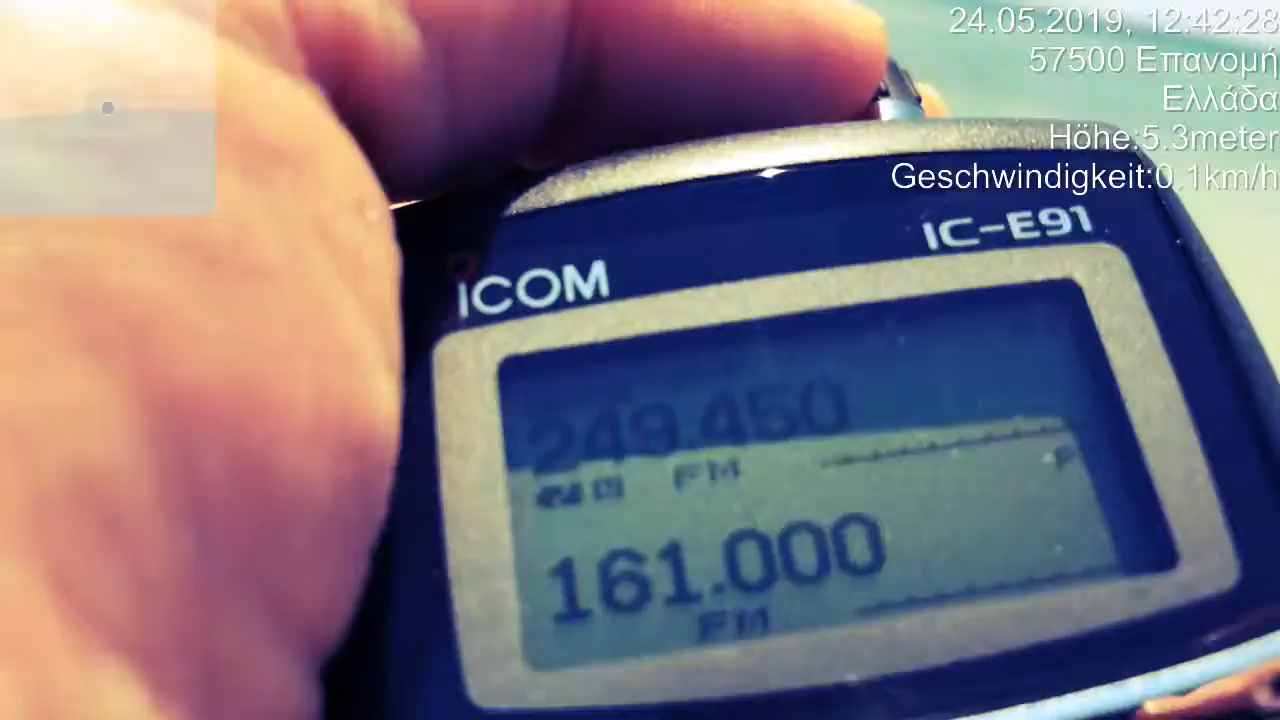 24.05.2019, 12:42:28
57500 Επανομή
Ελλάδα
Höhe:5.3meter
Geschwindigkeit:0.1km/h
IC-E91
ICOM
249.450
FM
P
161.000
FM